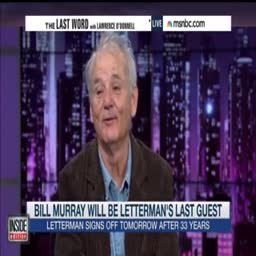 THE LAST WORD
WITH LAWRENCE O'DONNELL
LIVE
msnbc.com
BILL MURRAY WILL BE LETTERMAN'S LAST GUEST
LETTERMAN SIGNS OFF TOMORROW AFTER 33 YEARS
INSIDE
EDITION